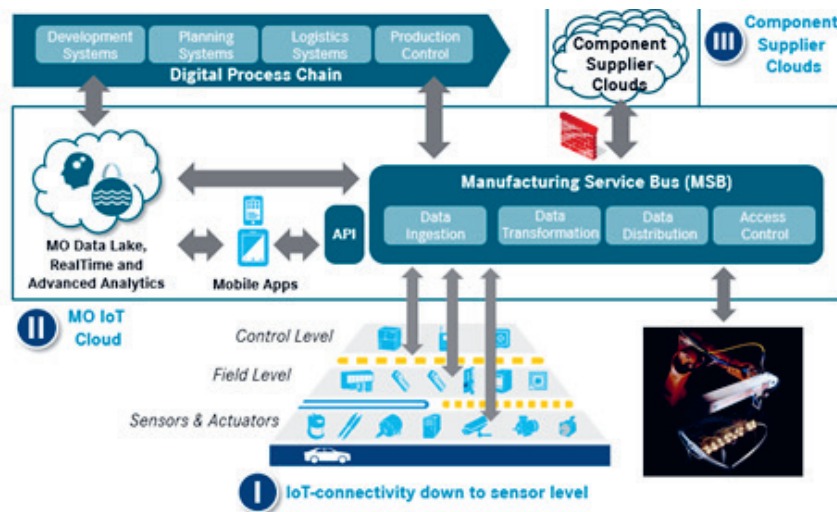 Development
Systems
Planning
Systems
Logistics
Systems
Production
Control
Digital Process Chain
Component
Supplier
Clouds
III
Component
Supplier
Clouds
Manufacturing Service Bus (MSB)
API
Data
Ingestion
Data
Transformation
Data
Distribution
Access
Control
MO Data Lake,
RealTime and
Advanced Analytics
Mobile Apps
II
MO IoT
Cloud
Control Level
Field Level
Sensors & Actuators
I
IoT-connectivity down to sensor level